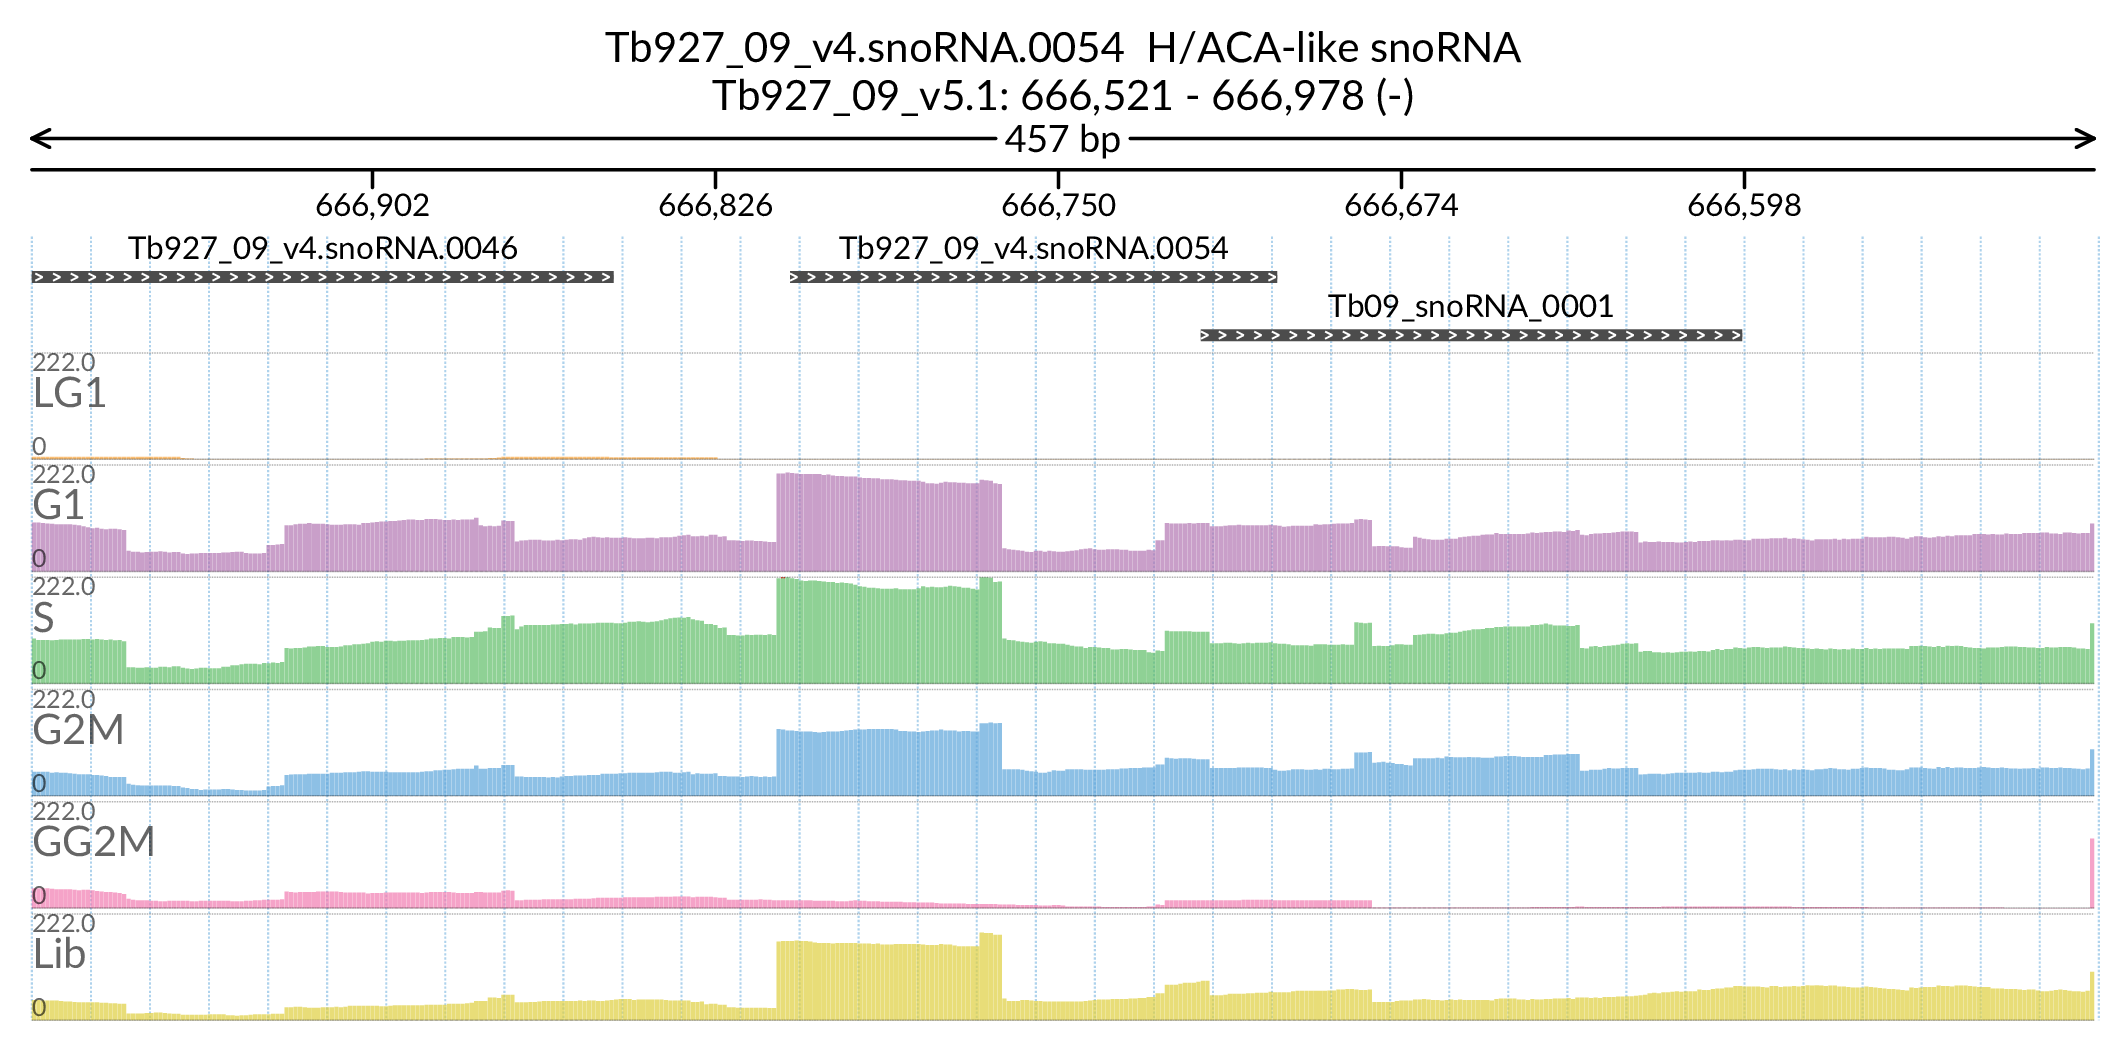 Tb927_09_v4.snoRNA.0054  H/ACA-like snoRNA
Tb927_09_v5.1: 666,521 - 666,978 (-)
457 bp
666,902 666,826 666,750 666,674 666,598
Tb927_09_v4.snoRNA.0046 Tb927_09_v4.snoRNA.0054
Tb09_snoRNA_0001
222.0
LG1
0
222.0
G1
0
222.0
S
0
222.0
G2M
0
222.0
GG2M
0
222.0
Lib
0